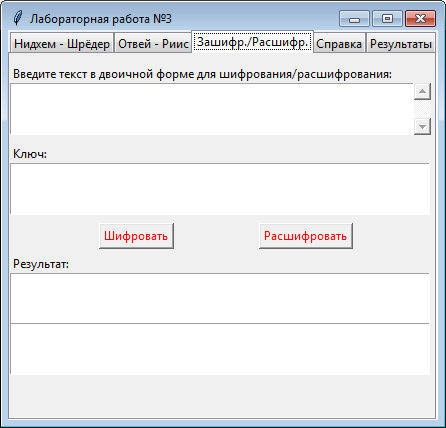 Лабораторная работа №3
Нидхем - Шрёдер Отвей - Риис Зашифр./Расшифр. Справка Результаты
Введите текст в двоичной форме для шифрования/расшифрования:
Ключ:
Шифровать Расшифровать
Результат: